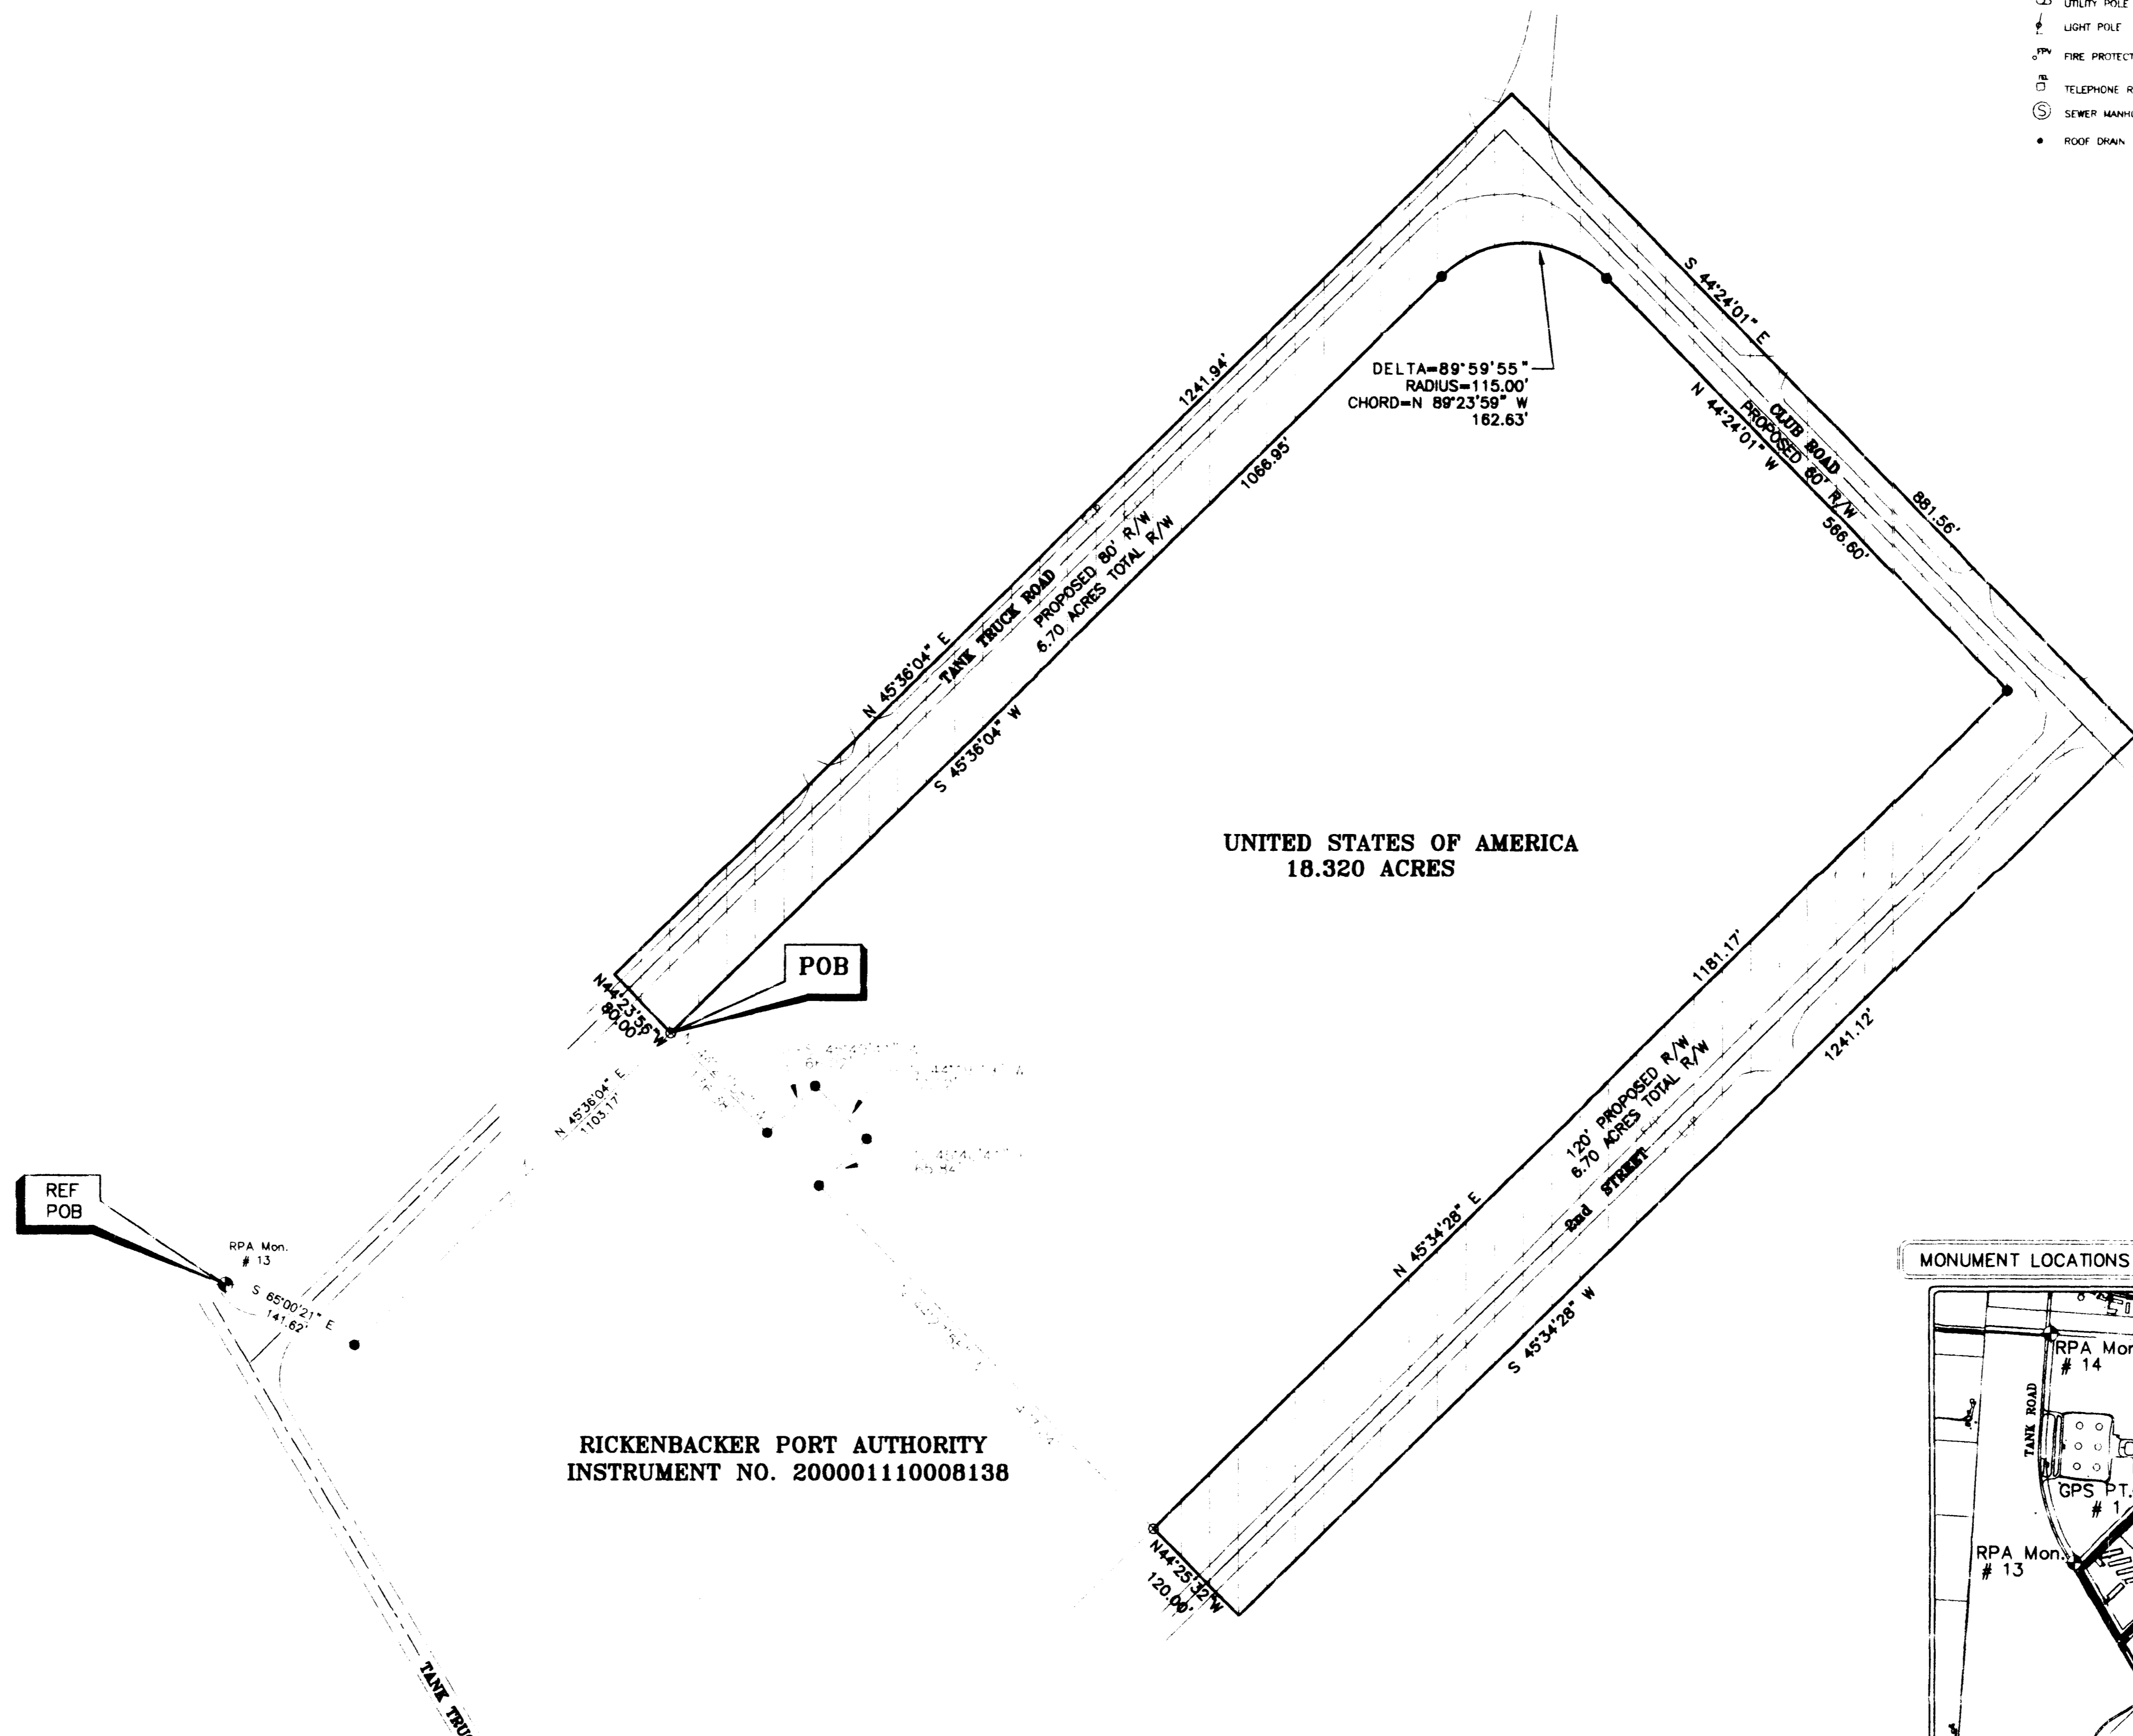 UTILITY POLE
LIGHT POLE
FPV
FIRE PROTECT
TELEPHONE R
S
SEWER MANH
ROOF DRAIN
S 44°24'01" E
DELTA=89°59'55"
RADIUS=115.00'
CHORD=N 89°23'59" W
162.63'
1241.94'
1066.95'
N 44°24'01" W
CLUB ROAD
PROPOSED 60' R/W
566.60'
881.56'
N 45°36'04" E
TANK TRUCK ROAD
PROPOSED 80' R/W
6.70 ACRES TOTAL R/W
S 45°36'04" W
UNITED STATES OF AMERICA
18.320 ACRES
POB
N44°23'56" W
80.00'
N 45°36'04" E
1103.17'
65.84'
1181.17'
1241.12'
120' PROPOSED R/W
6.70 ACRES TOTAL R/W
2nd STREET
N 45°34'28" E
S 45°34'28" W
REF
POB
RPA Mon.
# 13
S 65°00'21" E
141.62'
RICKENBACKER PORT AUTHORITY
INSTRUMENT NO. 200001110008138
N44°25'32" W
120.00'
TANK TRUC
MONUMENT LOCATIONS
RPA Mon
# 14
TANK ROAD
GPS PT.
# 1
RPA Mon.
# 13